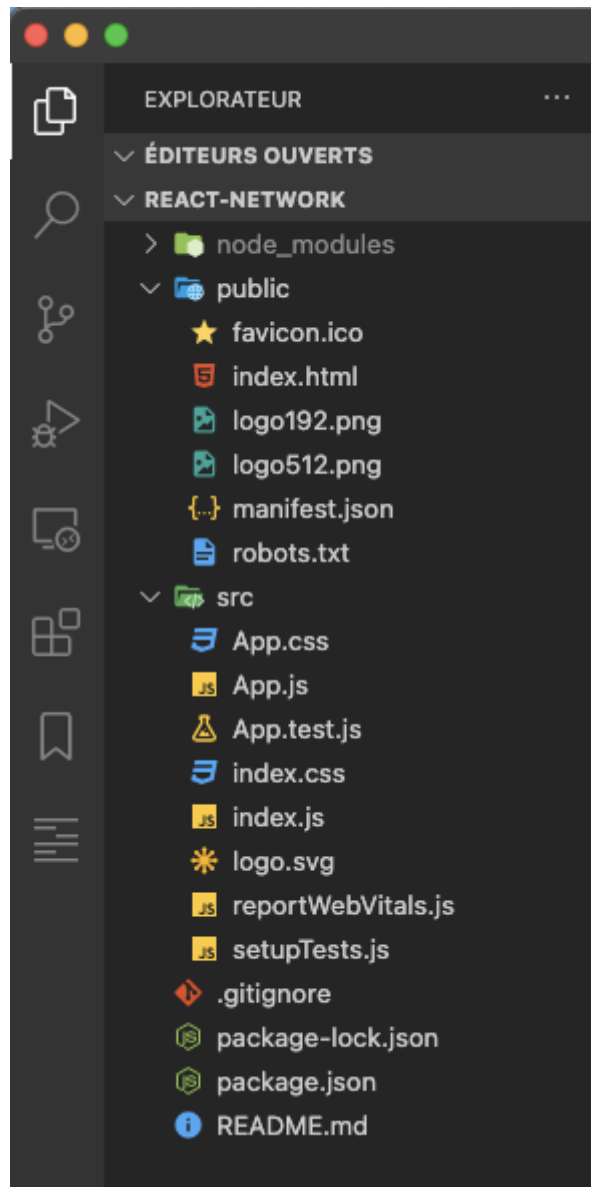 EXPLORATEUR
ÉDITEURS OUVERTS
REACT-NETWORK
node_modules
public
favicon.ico
index.html
logo192.png
logo512.png
manifest.json
robots.txt
src
App.css
App.js
App.test.js
index.css
index.js
logo.svg
reportWebVitals.js
setupTests.js
.gitignore
package-lock.json
package.json
README.md